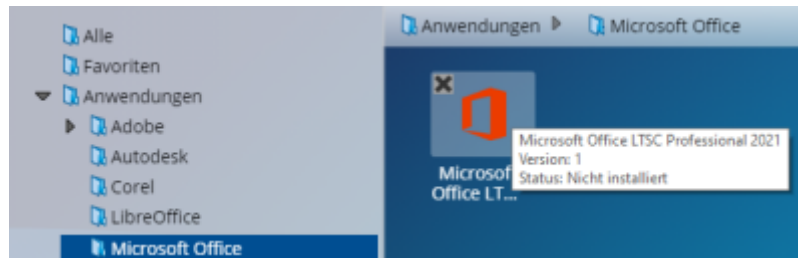 Alle
Favoriten
Anwendungen
Adobe
Autodesk
Corel
LibreOffice
Microsoft Office
Anwendungen Microsoft Office
Microsoft Office LTSC Professional 2021
Version: 1
Status: Nicht installiert
Microsof
Office LT...